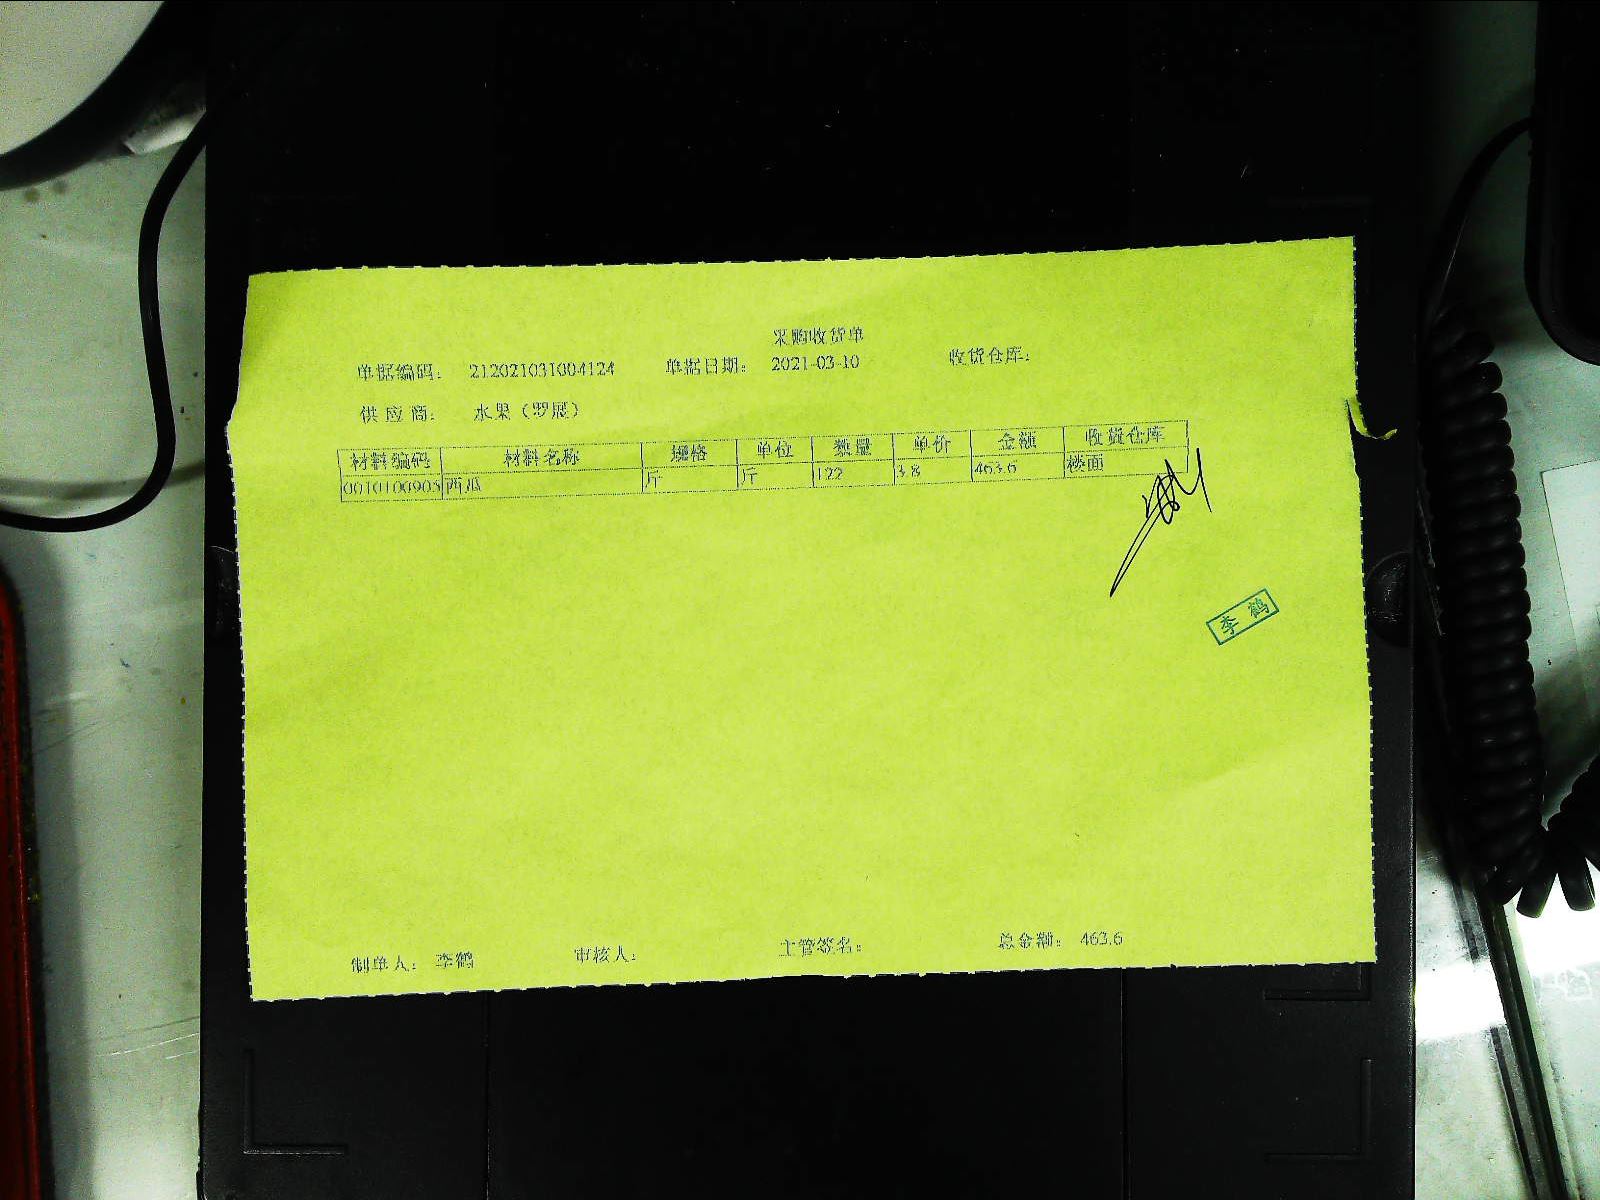 采购收货单
单据编码： 212021031004124 单据日期： 2021-03-10 收货仓库：
供 应 商： 水果（罗展）
材料编码 材料名称 规格 单位 数量 单价 金额 收货仓库
0010100903 西瓜 斤 斤 122 3.8 463.6 楼面
李 鹤
制单人： 李鹤 审核人： 主管签名： 总金额： 463.6